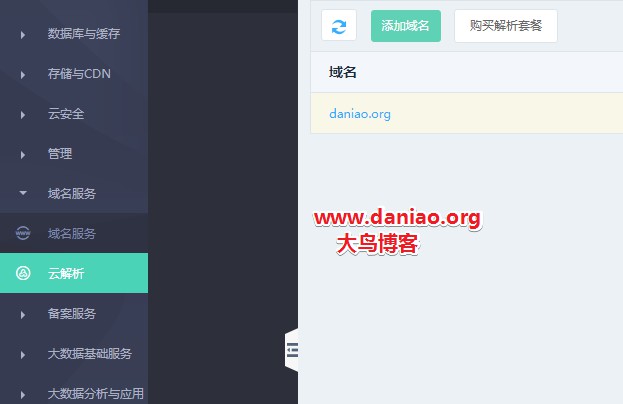 数据库与缓存
存储与CDN
云安全
管理
域名服务
www 域名服务
云解析
备案服务
大数据基础服务
大数据分析与应用
添加域名 购买解析套餐
域名
daniao.org
www.daniao.org
大鸟博客